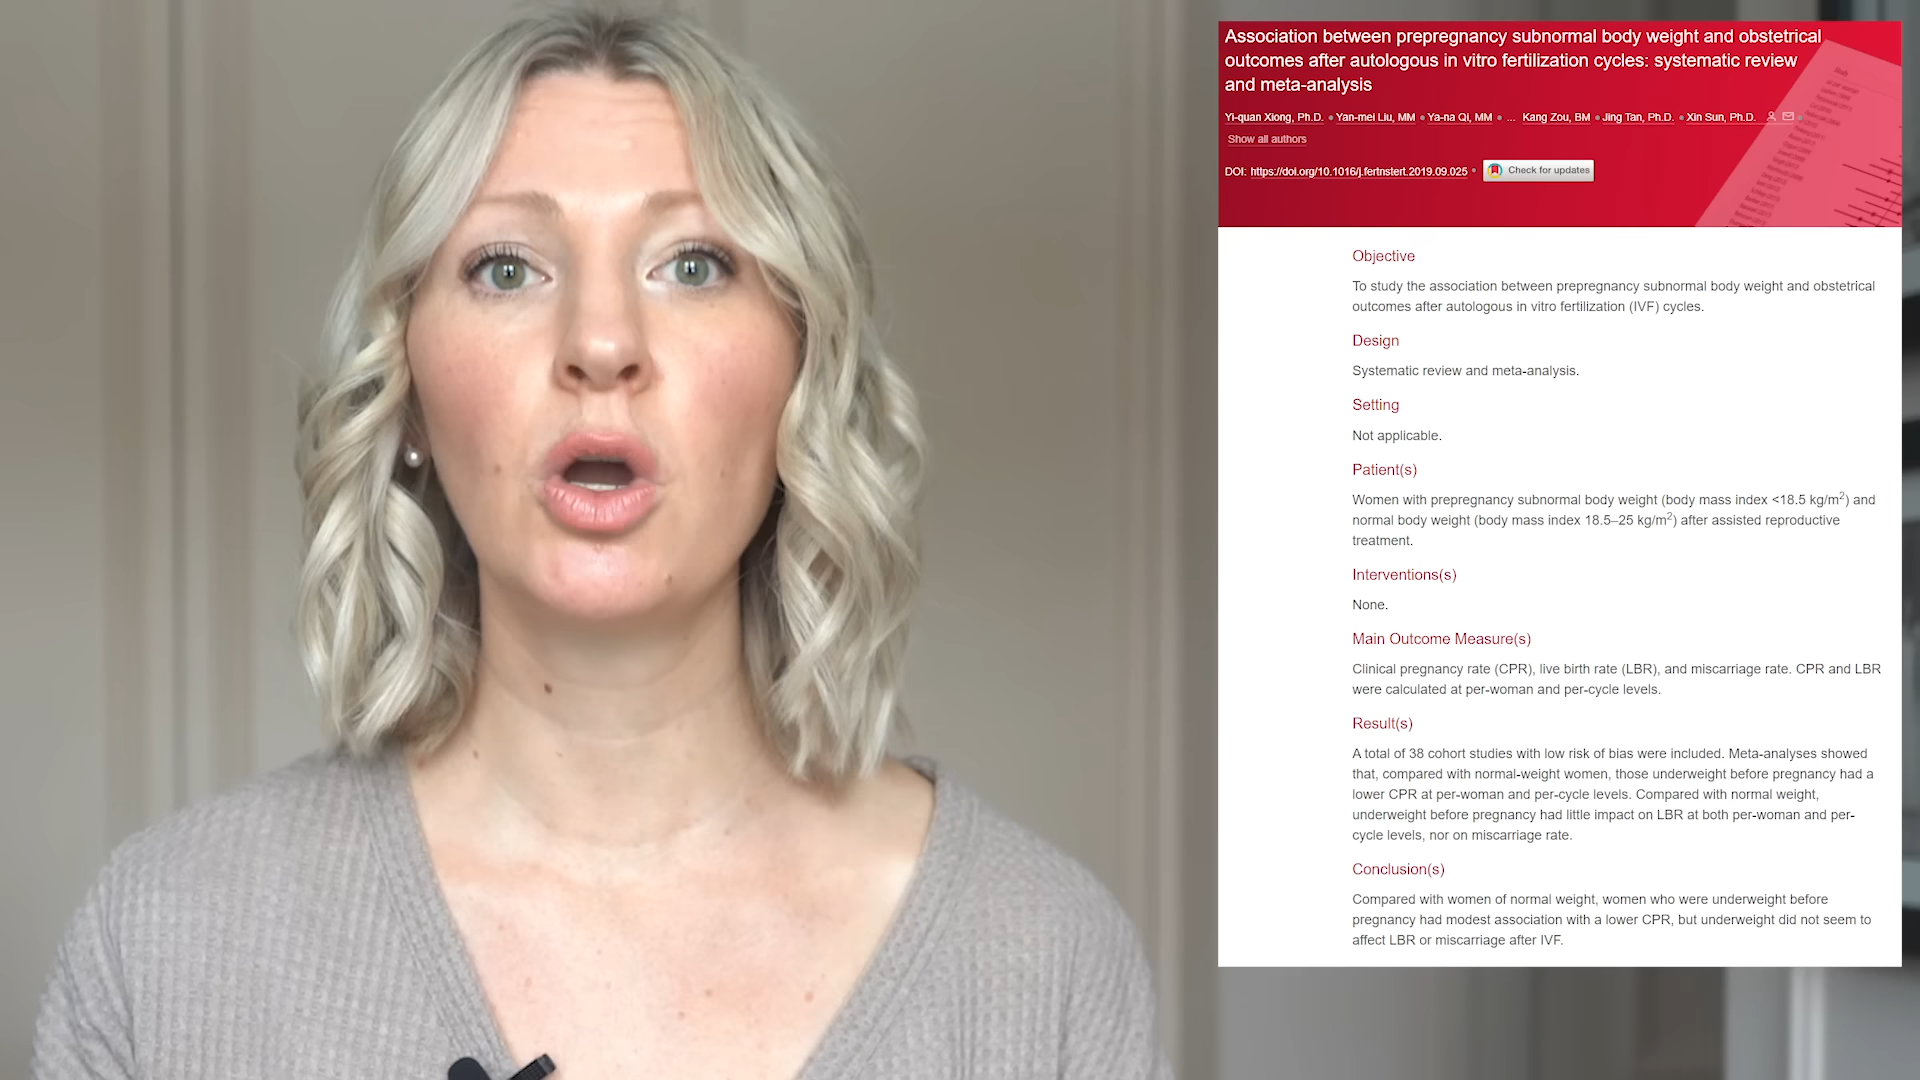 Association between prepregnancy subnormal body weight and obstetrical
outcomes after autologous in vitro fertilization cycles: systematic review
and meta-analysis
Yi-quan Xiong, Ph.D. • Yan-mei Liu, MM • Ya-na Qi, MM • ... Kang Zou, BM • Jing Tan, Ph.D. • Xin Sun, Ph.D.
Show all authors
DOI: https://doi.org/10.1016/j.fertnstert.2019.09.025 • Check for updates
Objective
To study the association between prepregnancy subnormal body weight and obstetrical
outcomes after autologous in vitro fertilization (IVF) cycles.
Design
Systematic review and meta-analysis.
Setting
Not applicable.
Patient(s)
Women with prepregnancy subnormal body weight (body mass index <18.5 kg/m²) and
normal body weight (body mass index 18.5–25 kg/m²) after assisted reproductive
treatment.
Interventions(s)
None.
Main Outcome Measure(s)
Clinical pregnancy rate (CPR), live birth rate (LBR), and miscarriage rate. CPR and LBR
were calculated at per-woman and per-cycle levels.
Result(s)
A total of 38 cohort studies with low risk of bias were included. Meta-analyses showed
that, compared with normal-weight women, those underweight before pregnancy had a
lower CPR at per-woman and per-cycle levels. Compared with normal weight,
underweight before pregnancy had little impact on LBR at both per-woman and per-
cycle levels, nor on miscarriage rate.
Conclusion(s)
Compared with women of normal weight, women who were underweight before
pregnancy had modest association with a lower CPR, but underweight did not seem to
affect LBR or miscarriage after IVF.